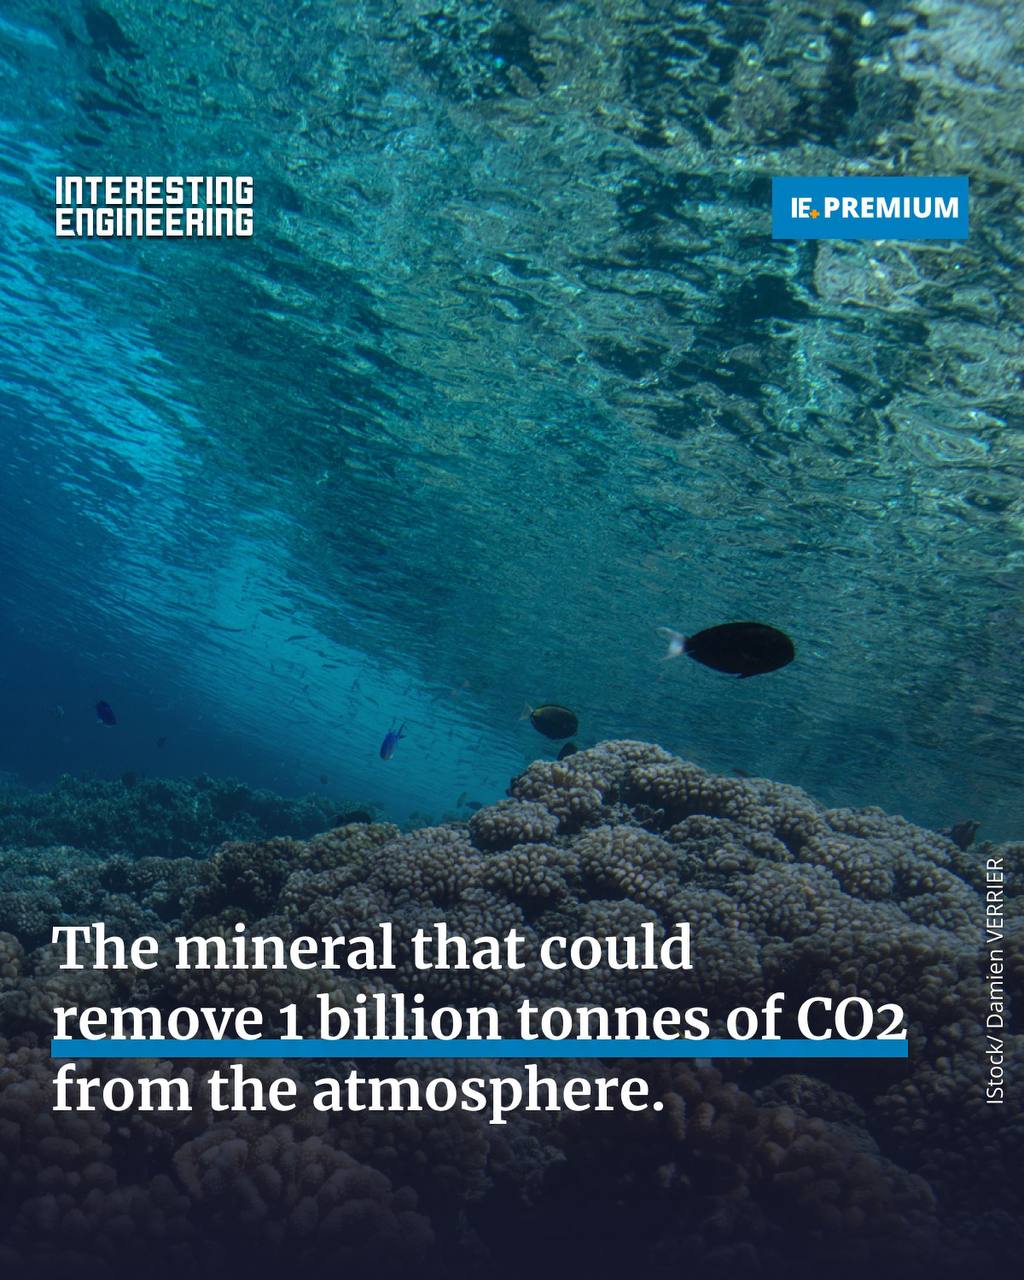 INTERESTING
ENGINEERING
IE+ PREMIUM
The mineral that could
remove 1 billion tonnes of CO2
from the atmosphere.
IStock/ Damien VERRIER